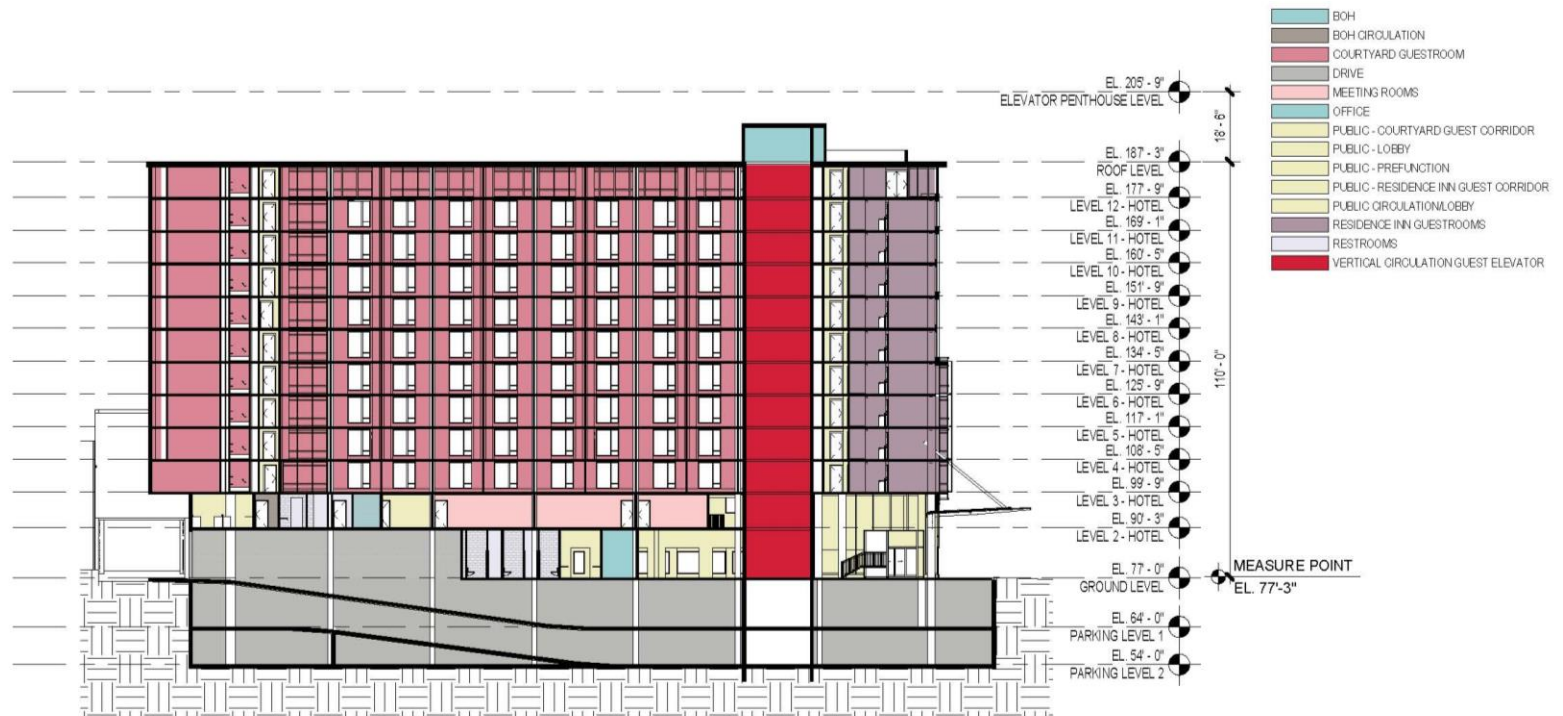 BOH
BOH CIRCULATION
COURTYARD GUESTROOM
DRIVE
MEETING ROOMS
OFFICE
PUBLIC - COURTYARD GUEST CORRIDOR
PUBLIC - LOBBY
PUBLIC - PREFUNCTION
PUBLIC - RESIDENCE INN GUEST CORRIDOR
PUBLIC CIRCULATION/LOBBY
RESIDENCE INN GUESTROOMS
RESTROOMS
VERTICAL CIRCULATION GUEST ELEVATOR
EL. 205' - 9"
ELEVATOR PENTHOUSE LEVEL
18' - 6"
EL. 187' - 3"
ROOF LEVEL
EL. 177' - 9"
LEVEL 12 - HOTEL
EL. 169' - 1"
LEVEL 11 - HOTEL
EL. 160' - 5"
LEVEL 10 - HOTEL
EL. 151' - 9"
LEVEL 9 - HOTEL
EL. 143' - 1"
LEVEL 8 - HOTEL
EL. 134' - 5"
LEVEL 7 - HOTEL
110' - 0"
EL. 125' - 9"
LEVEL 6 - HOTEL
EL. 117' - 1"
LEVEL 5 - HOTEL
EL. 108' - 5"
LEVEL 4 - HOTEL
EL. 99' - 9"
LEVEL 3 - HOTEL
EL. 90' - 3"
LEVEL 2 - HOTEL
EL. 77' - 0"
GROUND LEVEL
MEASURE POINT
EL. 77'-3"
EL. 64' - 0"
PARKING LEVEL 1
EL. 54' - 0"
PARKING LEVEL 2